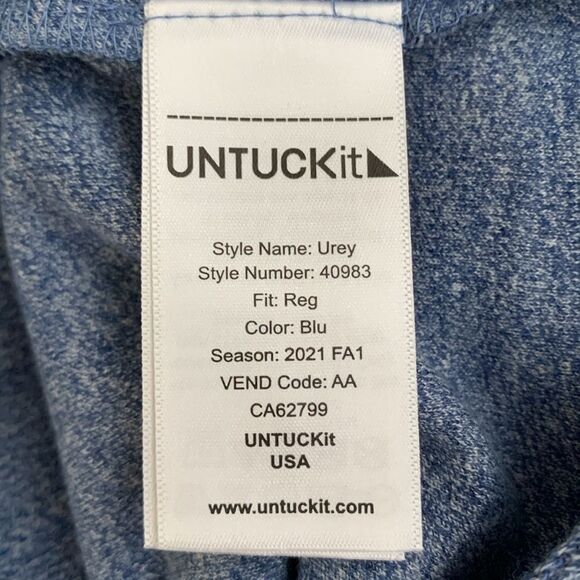 UNTUCKit
Style Name: Urey
Style Number: 40983
Fit: Reg
Color: Blu
Season: 2021 FA1
VEND Code: AA
CA62799
UNTUCKit
USA
www.untuckit.com